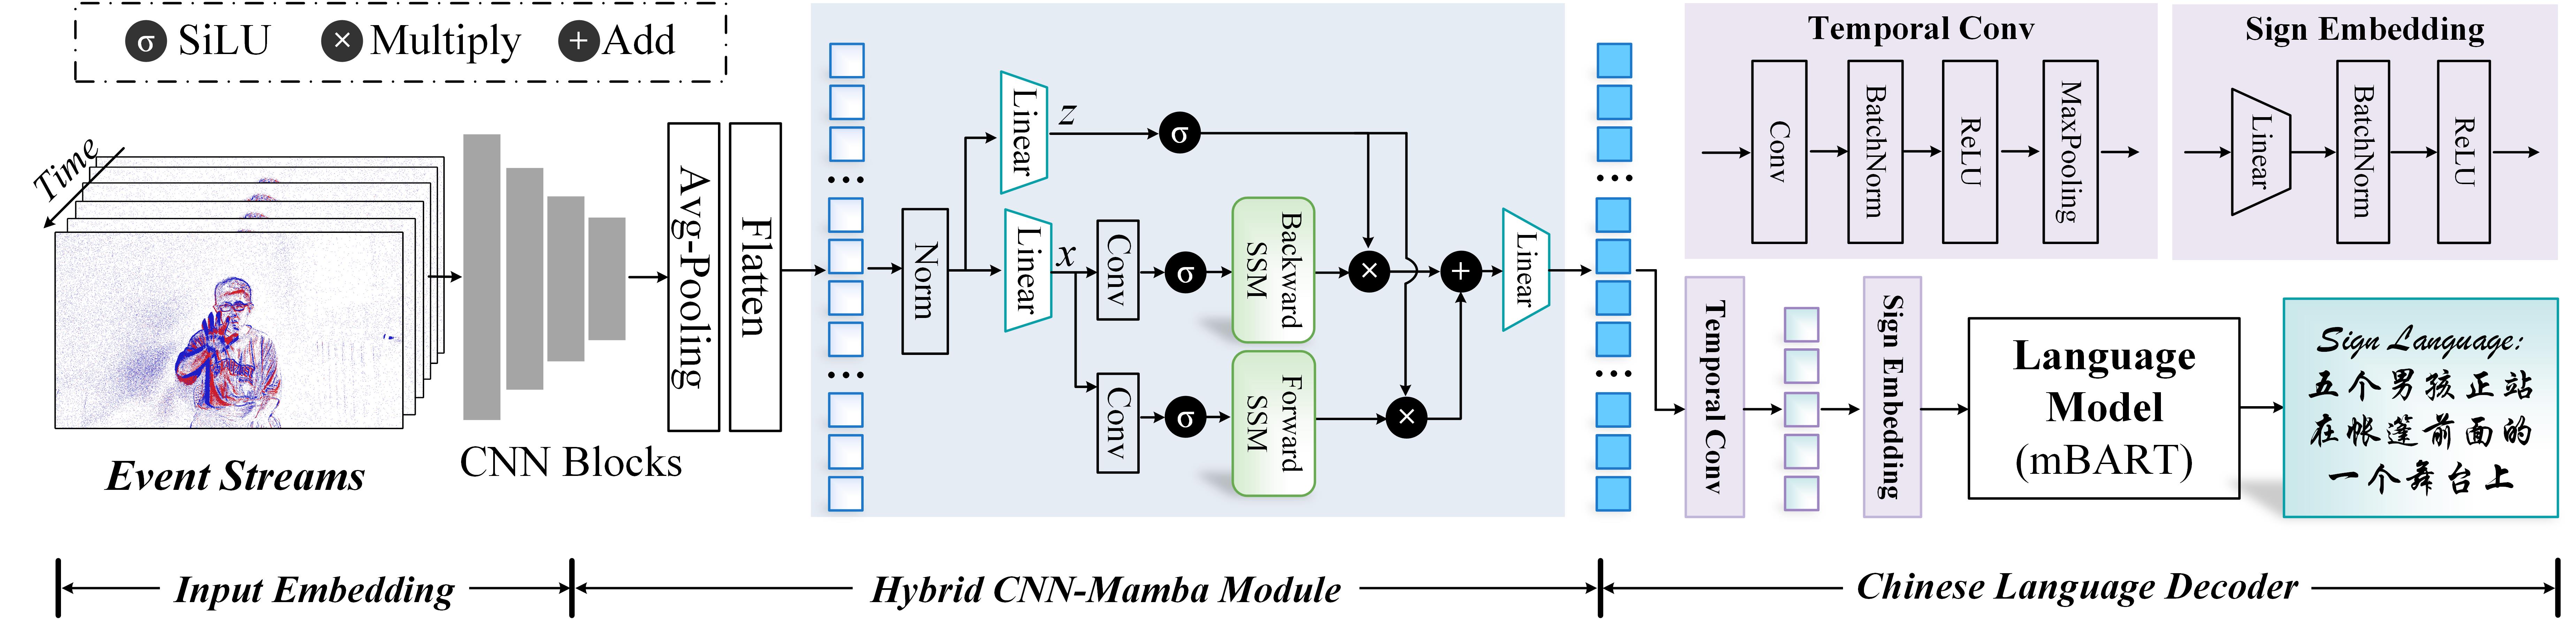 σ SiLU × Multiply + Add
Time
Event Streams
CNN Blocks
Avg-Pooling
Flatten
...
...
Norm
Linear
z
σ
Linear
x
Conv
σ
Backward
SSM
×
+
Linear
Conv
σ
Forward
SSM
×
...
...
Temporal Conv
Conv
BatchNorm
ReLU
MaxPooling
Sign Embedding
Linear
BatchNorm
ReLU
Temporal Conv
Sign Embedding
Language
Model
(mBART)
Sign Language:
五个男孩正站
在帐篷前面的
一个舞台上
Input Embedding
Hybrid CNN-Mamba Module
Chinese Language Decoder